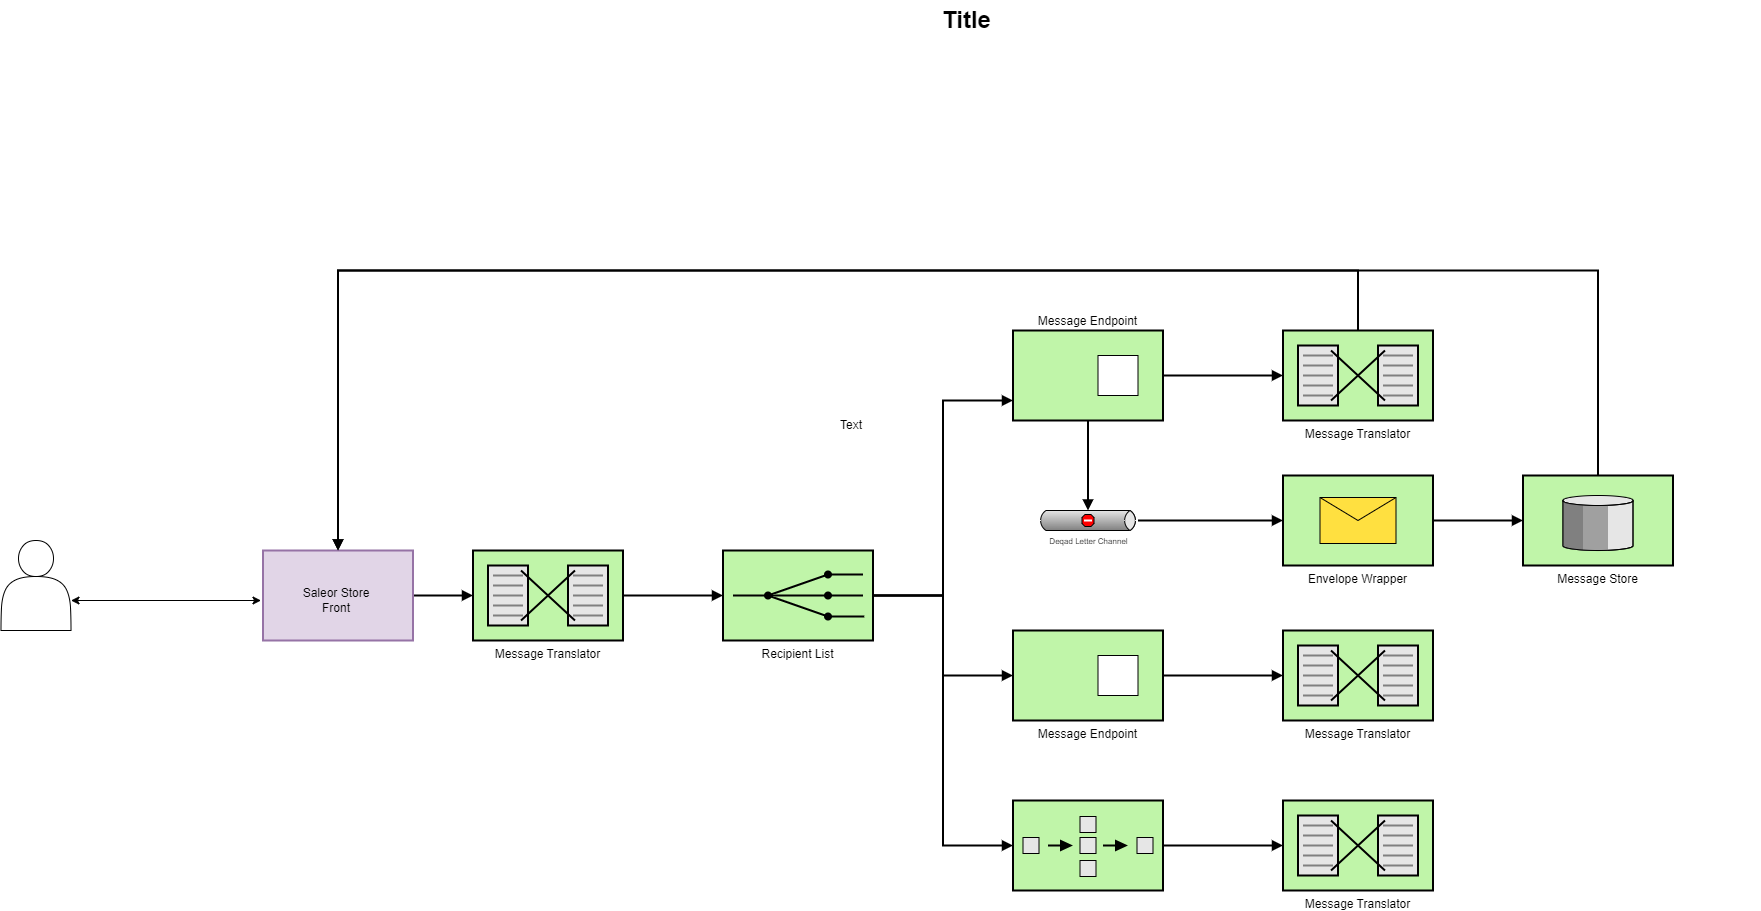 Title
Message Endpoint
Text
Message Translator
Deqad Letter Channel
Envelope Wrapper
Message Store
Saleor Store
Front
Message Translator
Recipient List
Message Endpoint
Message Translator
Message Translator